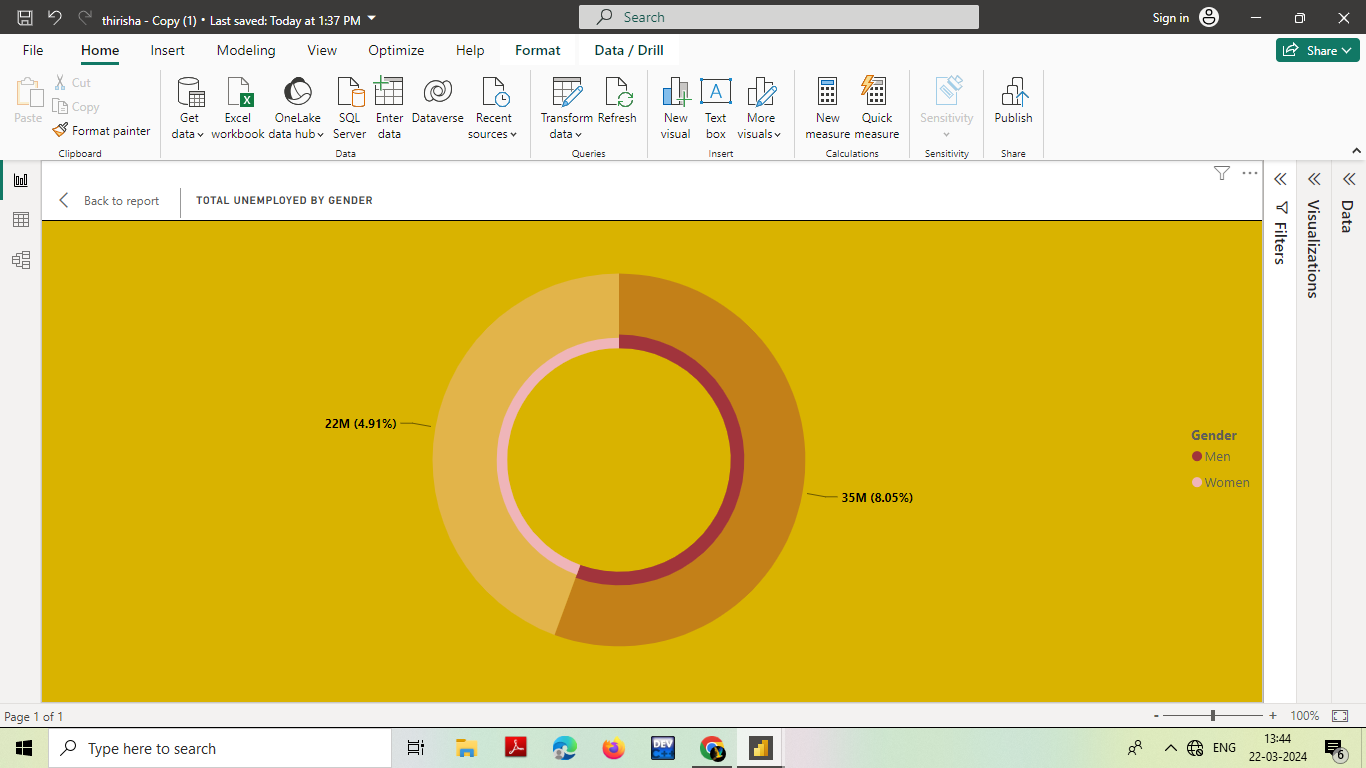 thirisha - Copy (1) • Last saved: Today at 1:37 PM
Search
Sign in
File Home Insert Modeling View Optimize Help Format Data / Drill
Share
Paste
Cut
Copy
Format painter
Clipboard
Get data
Excel workbook
OneLake data hub
SQL Server
Enter data
Dataverse
Recent sources
Data
Transform data
Refresh
Queries
New visual
Text box
More visuals
Insert
New measure
Quick measure
Calculations
Sensitivity
Sensitivity
Publish
Share
Back to report
TOTAL UNEMPLOYED BY GENDER
22M (4.91%)
35M (8.05%)
Gender
Men
Women
Filters
Visualizations
Data
Page 1 of 1
- + 100%
Type here to search
DEV
ENG
13:44
22-03-2024
6